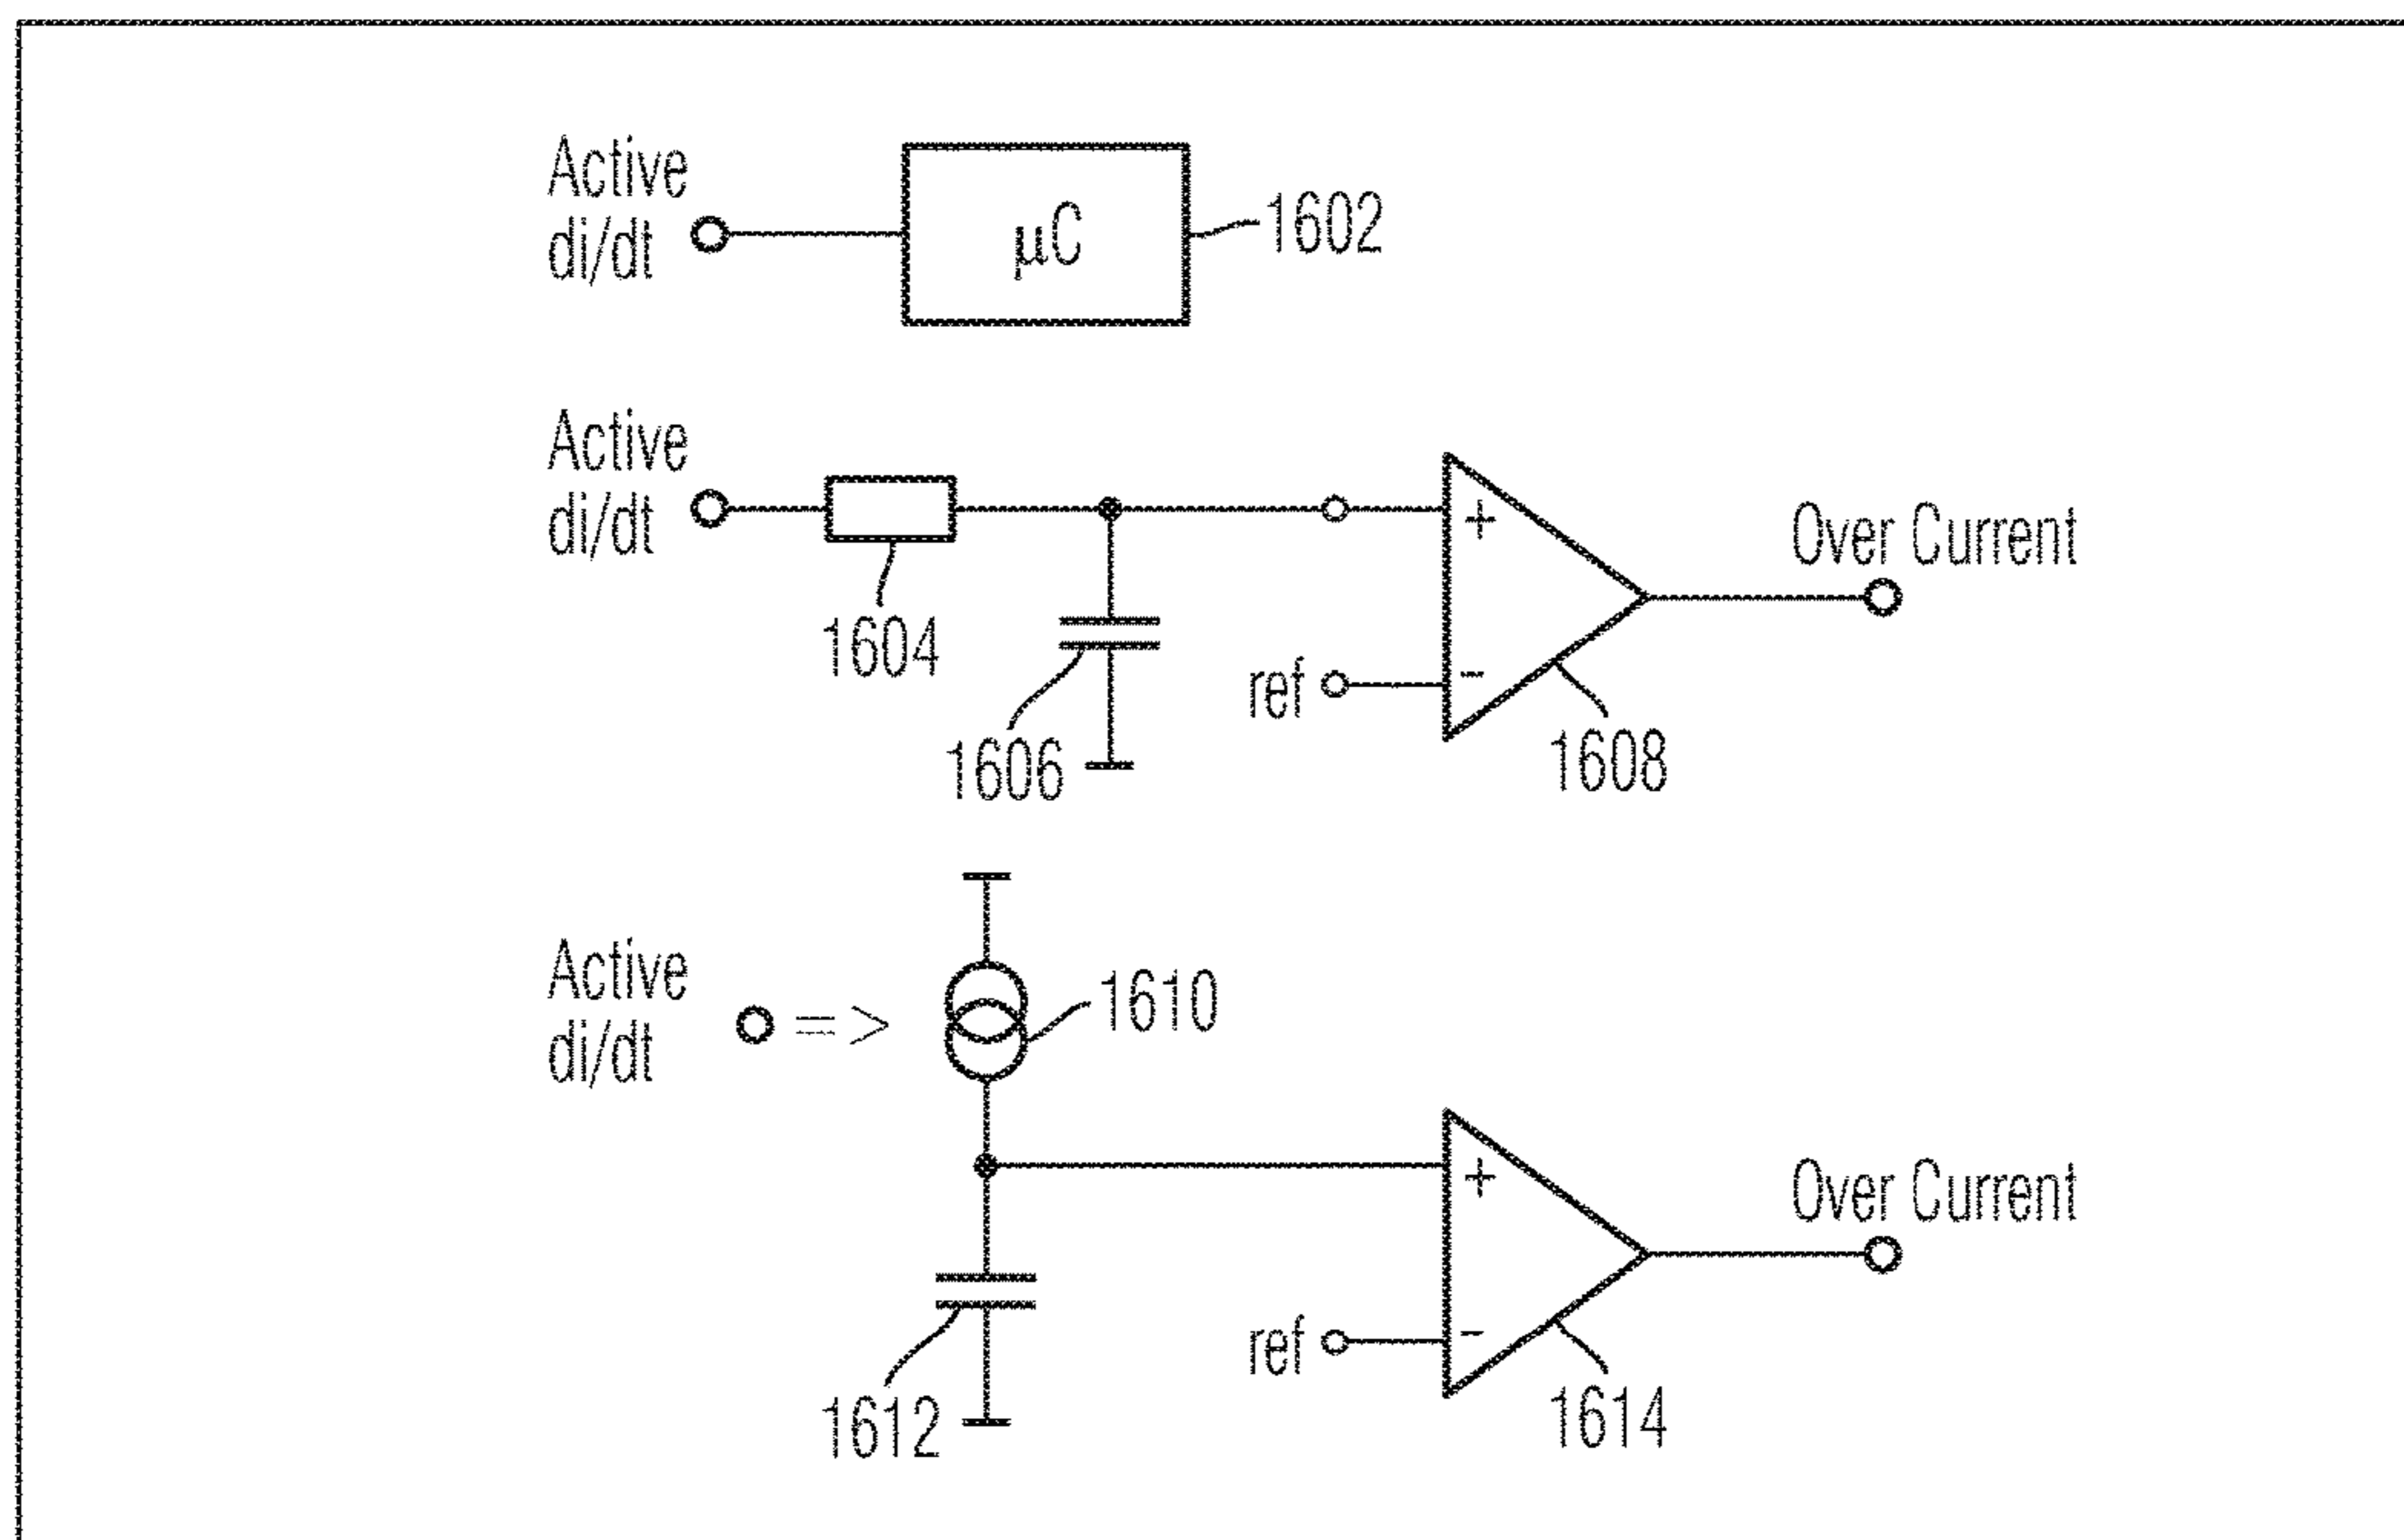 Active
di/dt
μC
1602
Active
di/dt
1604
1606
+
ref
-
1608
Over Current
Active
di/dt
=>
1610
1612
+
ref
-
1614
Over Current